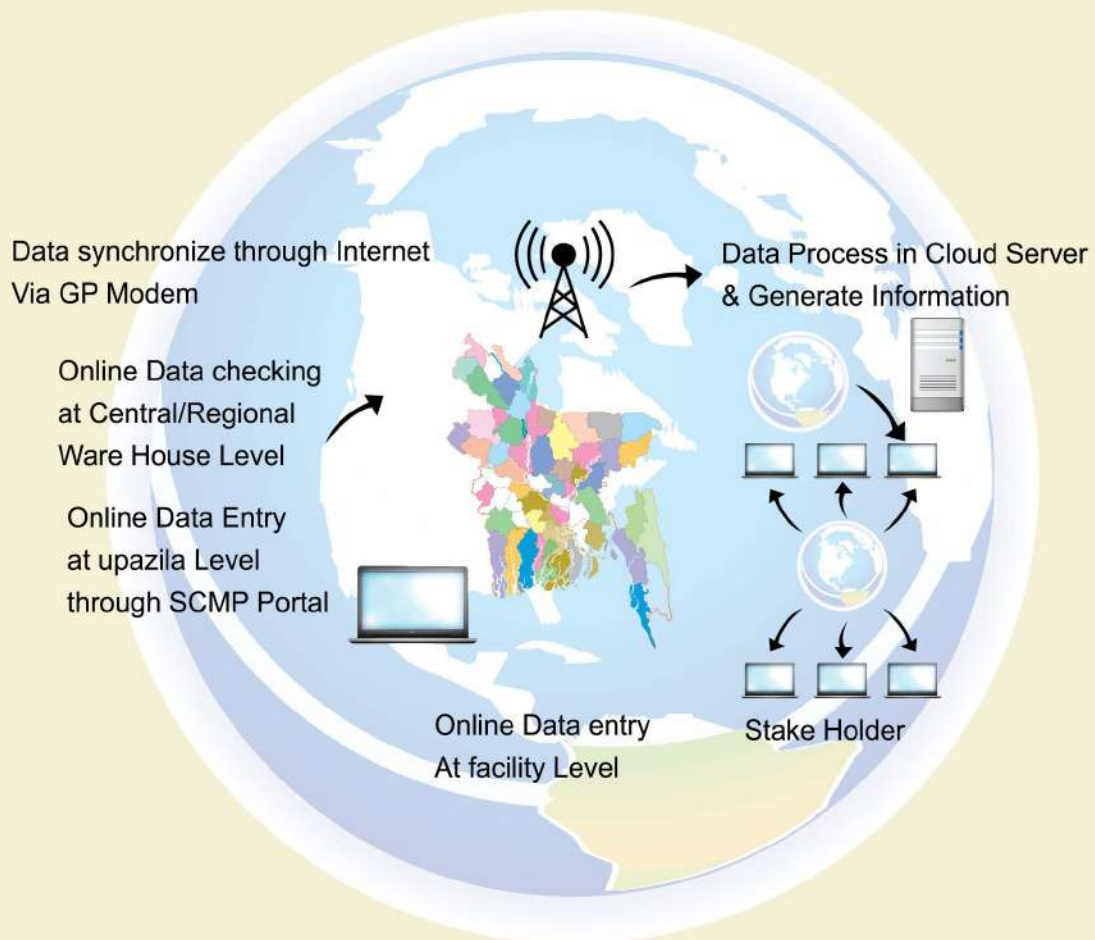 Data synchronize through Internet
Via GP Modem
Data Process in Cloud Server
& Generate Information
Online Data checking
at Central/Regional
Ware House Level
Online Data Entry
at upazila Level
through SCMP Portal
Online Data entry
At facility Level
Stake Holder